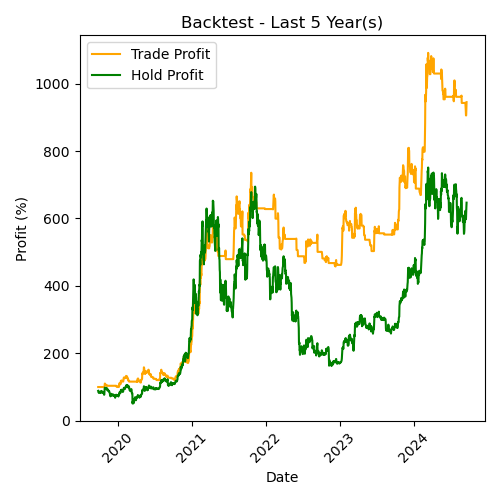 Backtest - Last 5 Year(s)
Trade Profit
Hold Profit
Profit (%)
1000
800
600
400
200
0
2020
2021
2022
2023
2024
Date